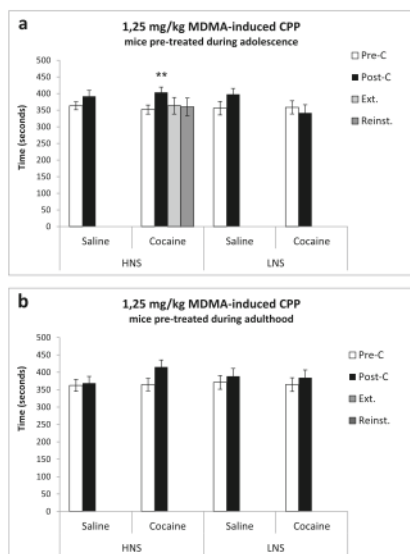 a
1,25 mg/kg MDMA-induced CPP
mice pre-treated during adolescence
500
450
400
350
300
250
200
150
100
50
0
Time (seconds)
**
Pre-C
Post-C
Ext.
Reinst.
Saline Cocaine Saline Cocaine
HNS LNS
b
1,25 mg/kg MDMA-induced CPP
mice pre-treated during adulthood
500
450
400
350
300
250
200
150
100
50
0
Time (seconds)
Pre-C
Post-C
Ext.
Reinst.
Saline Cocaine Saline Cocaine
HNS LNS